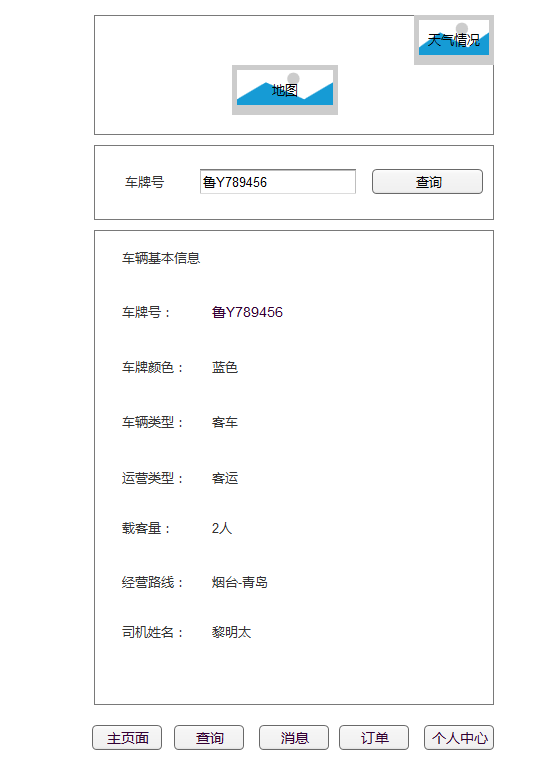 天气情况
地图
车牌号 鲁Y789456 查询
车辆基本信息
车牌号： 鲁Y789456
车牌颜色： 蓝色
车辆类型： 客车
运营类型： 客运
载客量： 2人
经营路线： 烟台-青岛
司机姓名： 黎明太
主页面 查询 消息 订单 个人中心